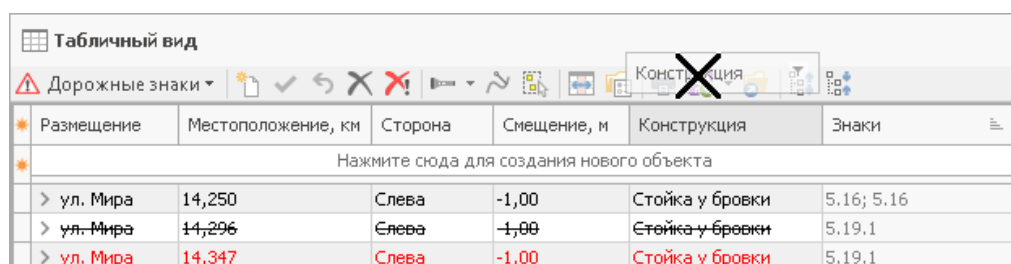 Табличный вид
Дорожные знаки
Конструкция
Размещение Местоположение, км Сторона Смещение, м Конструкция Знаки
Нажмите сюда для создания нового объекта
ул. Мира 14,250 Слева -1,00 Стойка у бровки 5.16; 5.16
ул. Мира 14,296 Слева -1,00 Стойка у бровки 5.19.1
ул. Мира 14,347 Слева -1,00 Стойка у бровки 5.19.1